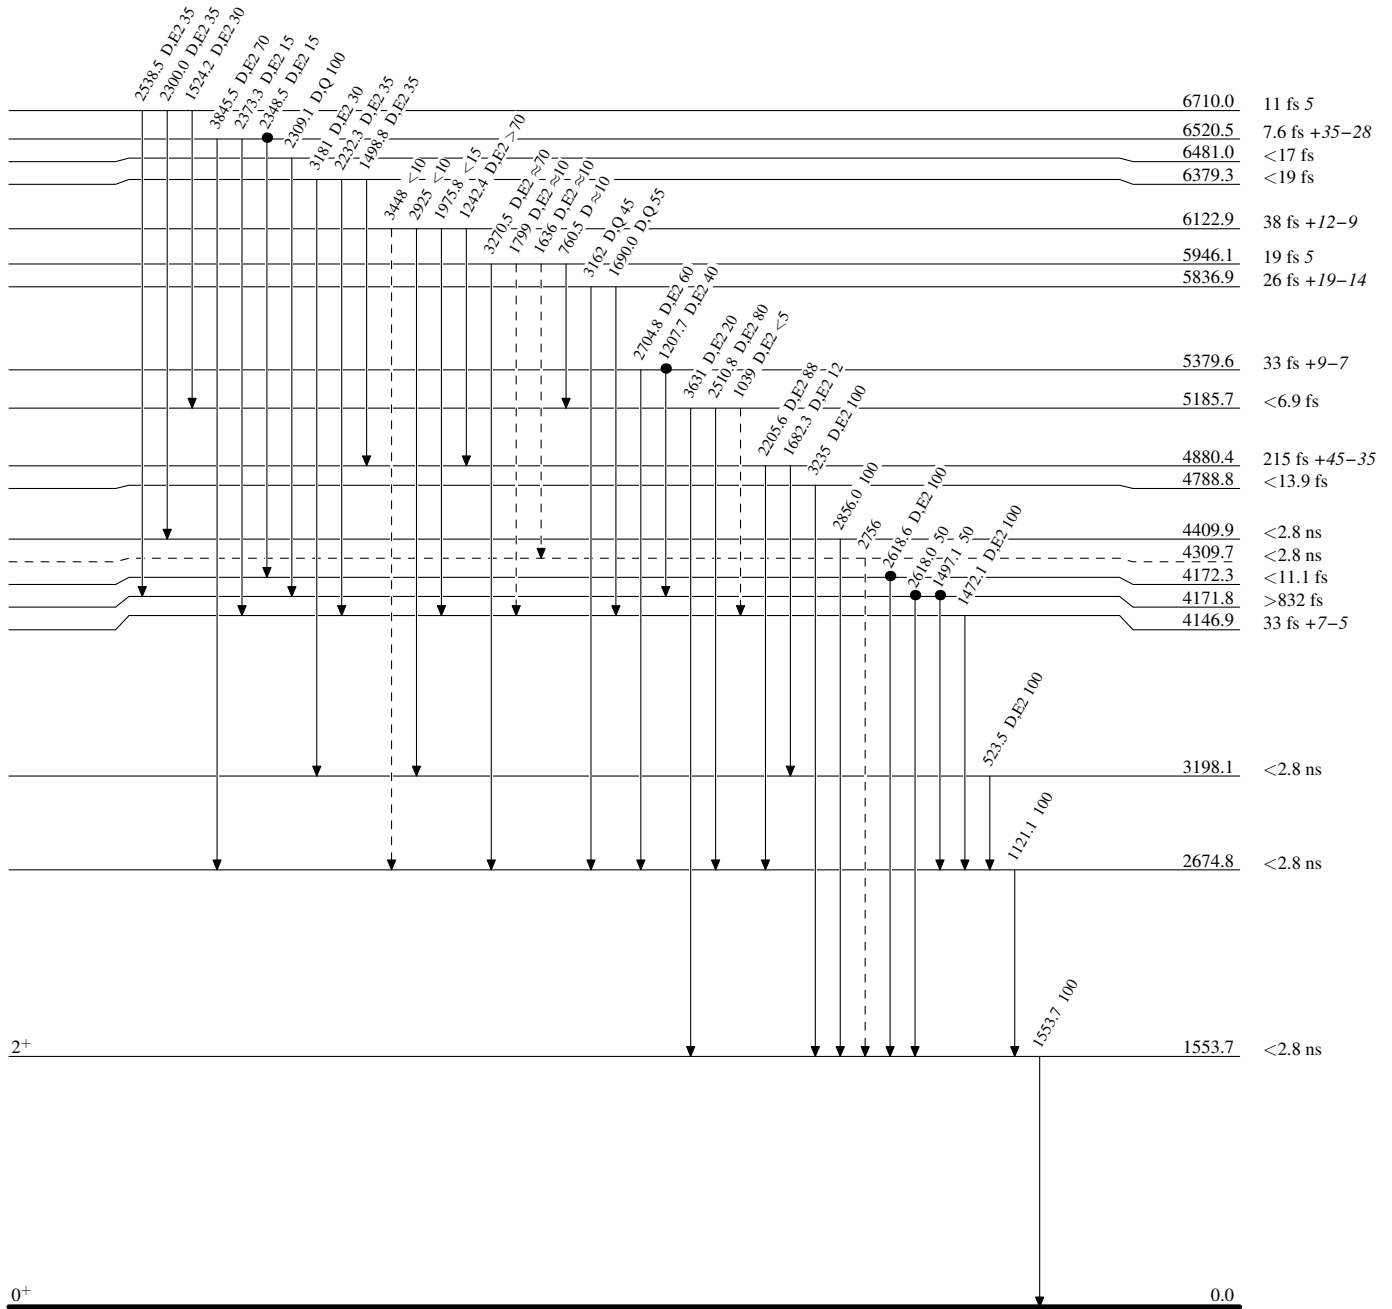 2538.5 D,E2 35
2300.0 D,E2 35
1524.2 D,E2 30
3845.5 D,E2 70
2373.3 D,E2 15
2348.5 D,E2 15
2309.1 D,Q 100
3181 D,E2 30
2232.3 D,E2 35
1498.8 D,E2 35
3448 <10
2925 <10
1975.8 <15
1242.4 D,E2 >70
3270.5 D,E2 ≈70
1799 D,E2 ≈10
1636 D,E2 ≈10
760.5 D ≈10
3162 D,Q 45
1690.0 D,Q 55
2704.8 D,E2 60
1207.7 D,E2 40
3631 D,E2 20
2510.8 D,E2 80
1039 D,E2 <5
2205.6 D,E2 88
1682.3 D,E2 12
3235 D,E2 100
2856.0 100
2756
2618.6 D,E2 100
2618.0 50
1497.1 50
1472.1 D,E2 100
523.5 D,E2 100
1121.1 100
1553.7 100
6710.0 11 fs 5
6520.5 7.6 fs +35−28
6481.0 <17 fs
6379.3 <19 fs
6122.9 38 fs +12−9
5946.1 19 fs 5
5836.9 26 fs +19−14
5379.6 33 fs +9−7
5185.7 <6.9 fs
4880.4 215 fs +45−35
4788.8 <13.9 fs
4409.9 <2.8 ns
4309.7 <2.8 ns
4172.3 <11.1 fs
4171.8 >832 fs
4146.9 33 fs +7−5
3198.1 <2.8 ns
2674.8 <2.8 ns
2⁺ 1553.7 <2.8 ns
0⁺ 0.0